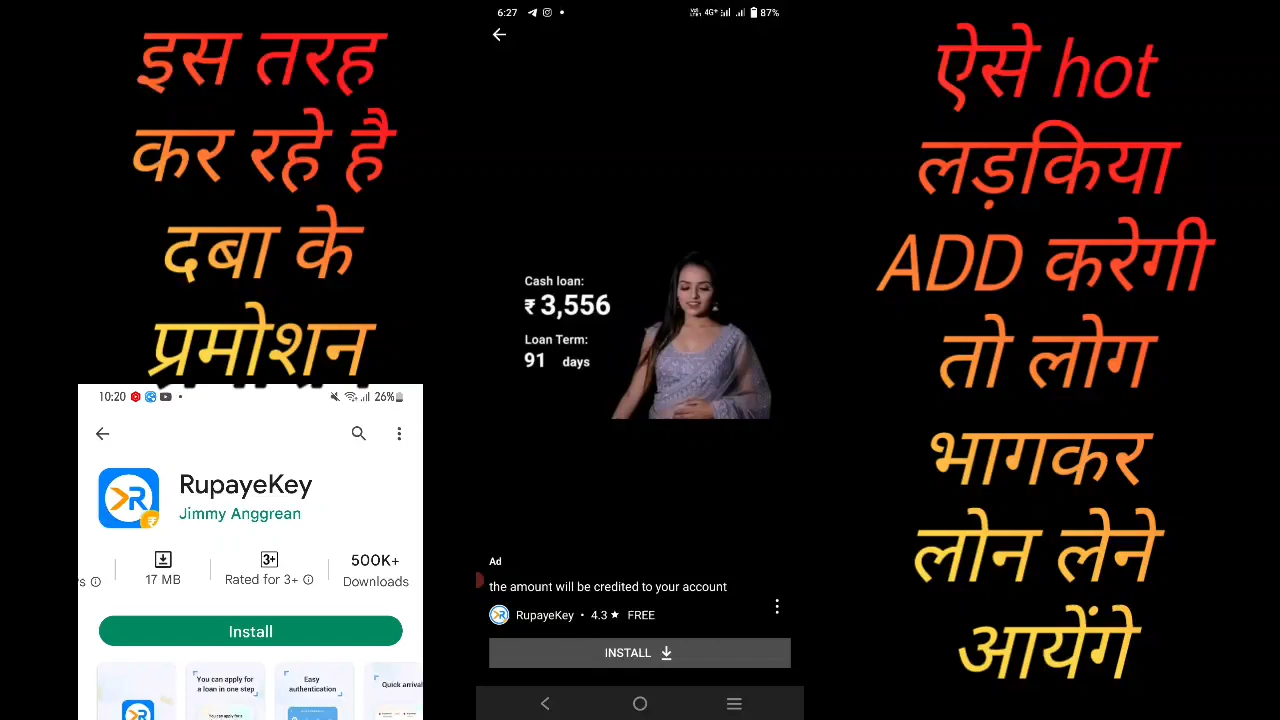 इस तरह
कर रहे है
दबा के
प्रमोशन
10:20
26%
RupayeKey
Jimmy Anggrean
3+
500K+
17 MB
Rated for 3+
Downloads
Install
You can apply for
a loan in one step
Easy
authentication
Quick arrival
6:27
4G+
87%
Cash loan:
₹ 3,556
Loan Term:
91 days
Ad
the amount will be credited to your account
RupayeKey • 4.3 ★ FREE
INSTALL
ऐसे hot
लड़किया
ADD करेगी
तो लोग
भागकर
लोन लेने
आयेंगे